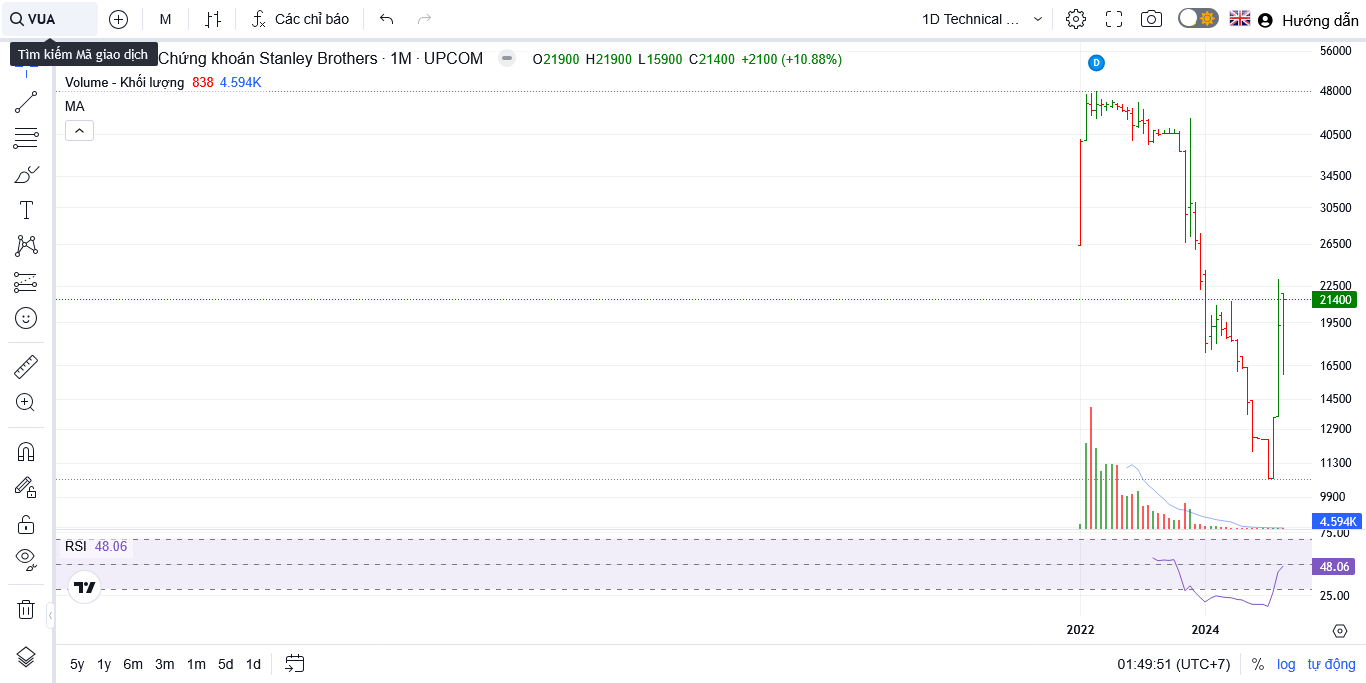 VUA
M
Các chỉ báo
1D Technical ...
Hướng dẫn
Tìm kiếm Mã giao dịch
Chứng khoán Stanley Brothers · 1M · UPCOM
O21900 H21900 L15900 C21400 +2100 (+10.88%)
Volume - Khối lượng 838 4.594K
MA
D
56000
48000
40500
34500
30500
26500
22500
21400
19500
16500
14500
12900
11300
9900
4.594K
75.00
RSI 48.06
48.06
25.00
2022
2024
5y 1y 6m 3m 1m 5d 1d
01:49:51 (UTC+7)
% log tự động